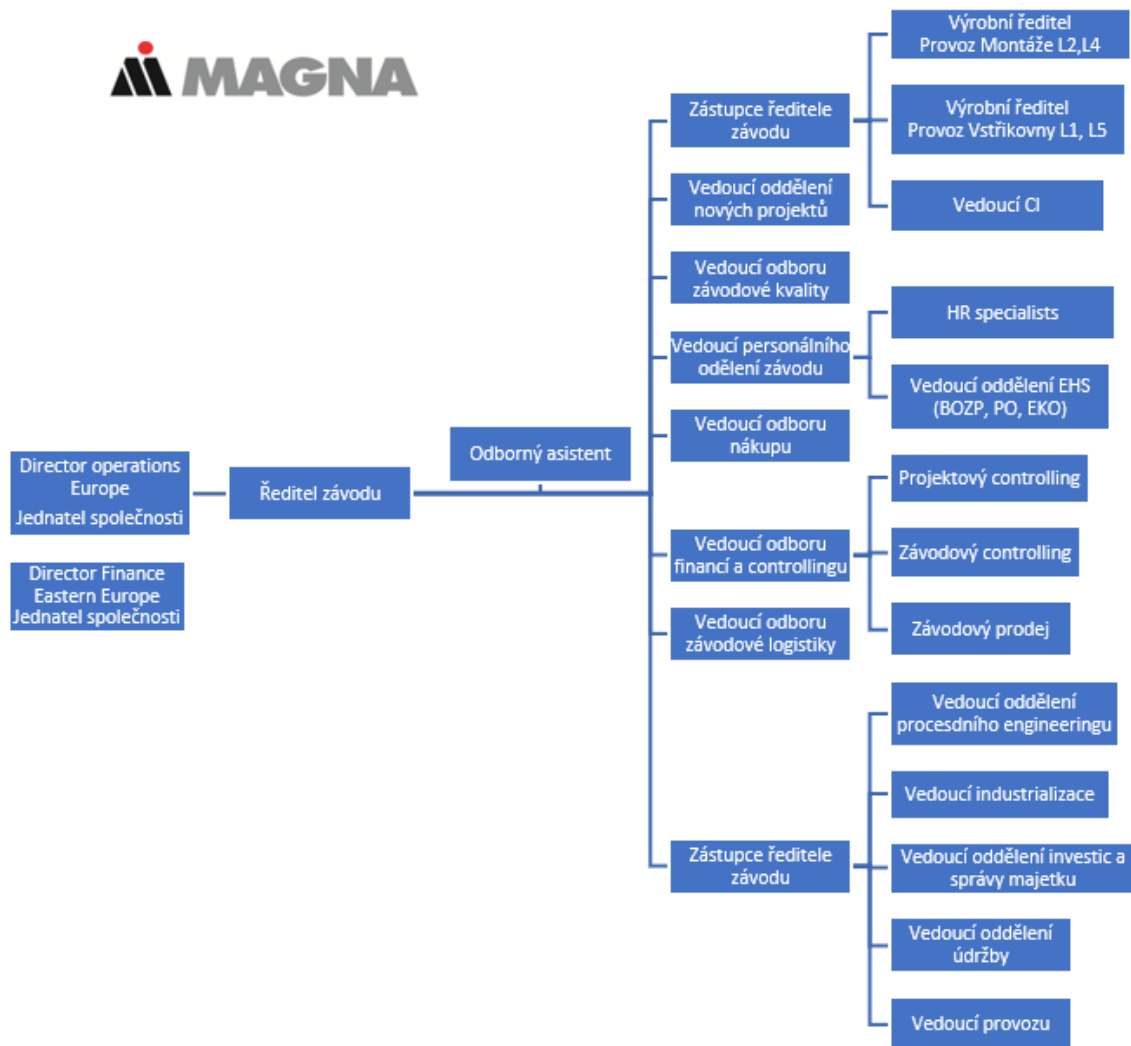 MAGNA
Director operations
Europe
Jednatel společnosti
Director Finance
Eastern Europe
Jednatel společnosti
Ředitel závodu
Odborný asistent
Zástupce ředitele
závodu
Výrobní ředitel
Provoz Montáže L2,L4
Výrobní ředitel
Provoz Vstřikovny L1, L5
Vedoucí CI
Vedoucí oddělení
nových projektů
Vedoucí odboru
závodové kvality
Vedoucí personálního
odělení závodu
HR specialists
Vedoucí oddělení EHS
(BOZP, PO, EKO)
Vedoucí odboru
nákupu
Vedoucí odboru
financí a controllingu
Projektový controlling
Závodový controlling
Závodový prodej
Vedoucí odboru
závodové logistiky
Zástupce ředitele
závodu
Vedoucí oddělení
procesdního engineeringu
Vedoucí industrializace
Vedoucí oddělení investic a
správy majetku
Vedoucí oddělení
údržby
Vedoucí provozu